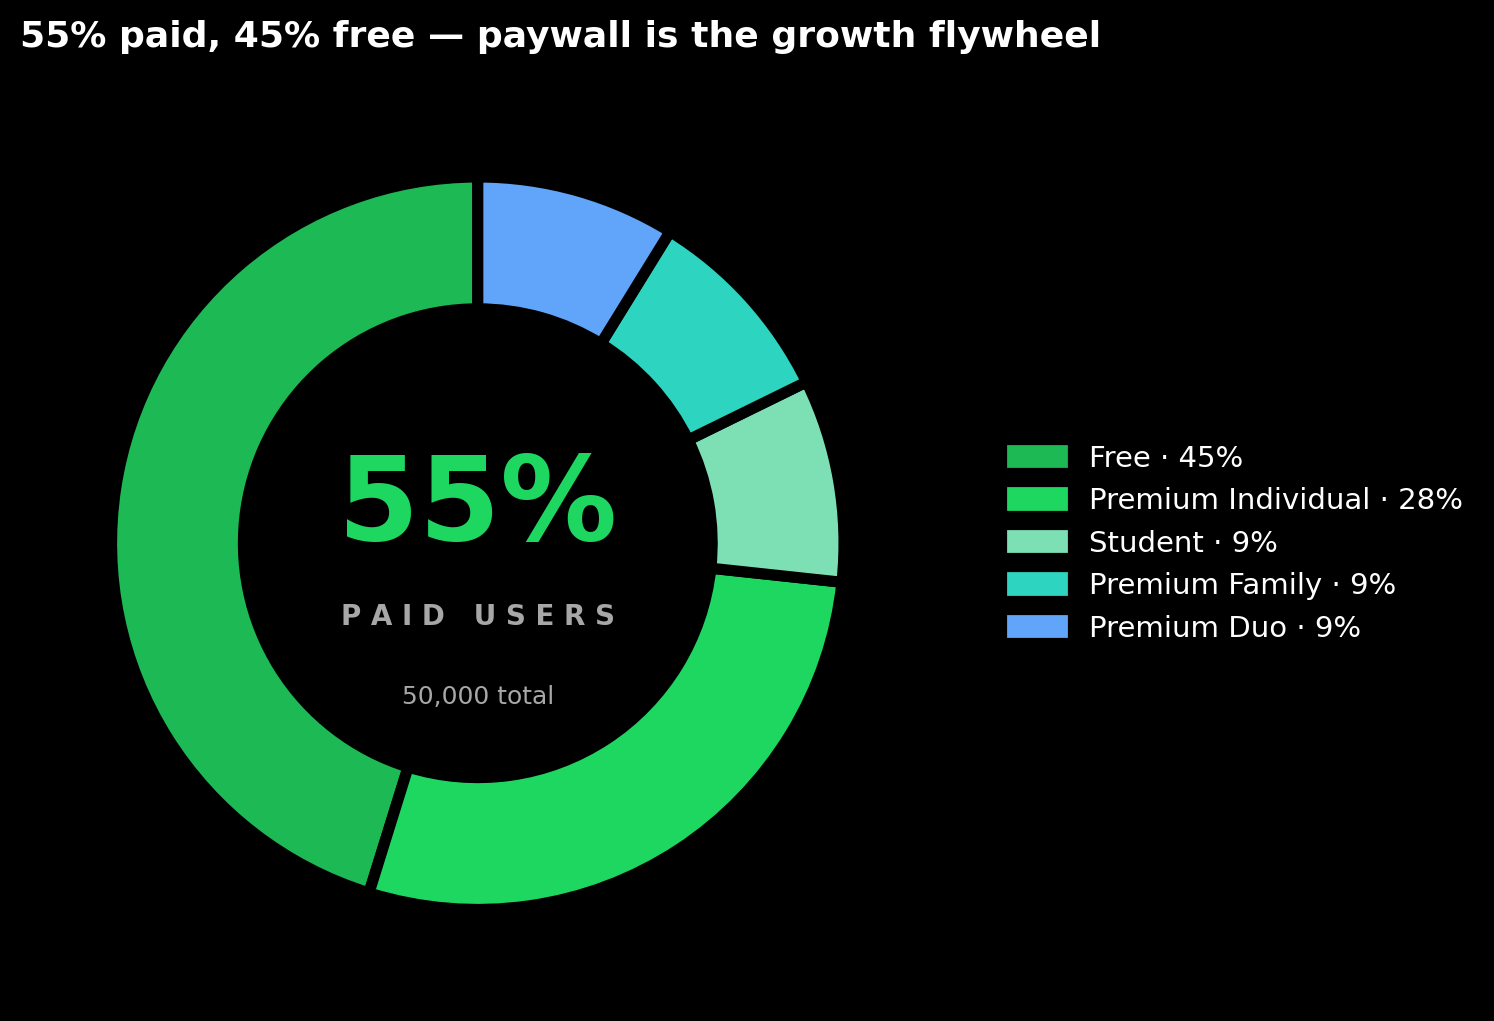 55% paid, 45% free — paywall is the growth flywheel
55%
PAID USERS
50,000 total
Free · 45%
Premium Individual · 28%
Student · 9%
Premium Family · 9%
Premium Duo · 9%